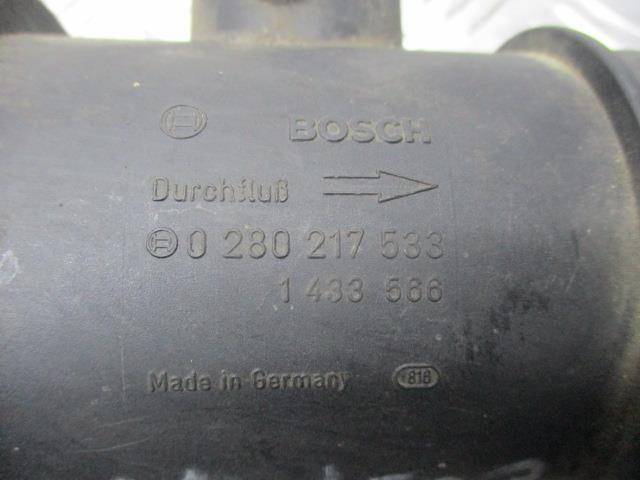 BOSCH
Durchfluß
0 280 217 533
1 433 566
Made in Germany 816